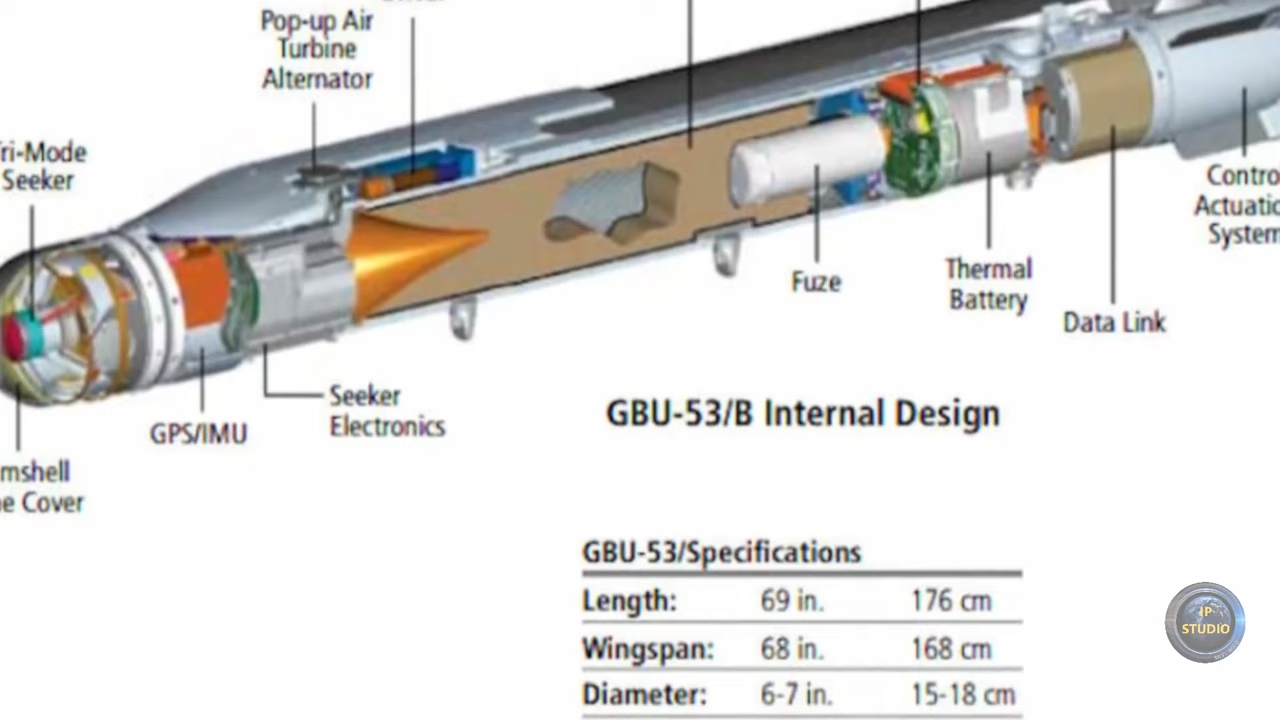 Pop-up Air
Turbine
Alternator
ri-Mode
Seeker
Contro
Actuatio
System
Fuze
Thermal
Battery
Data Link
Seeker
Electronics
GPS/IMU
mshell
e Cover
GBU-53/B Internal Design
GBU-53/Specifications
Length: 69 in. 176 cm
Wingspan: 68 in. 168 cm
Diameter: 6-7 in. 15-18 cm
IP
STUDIO